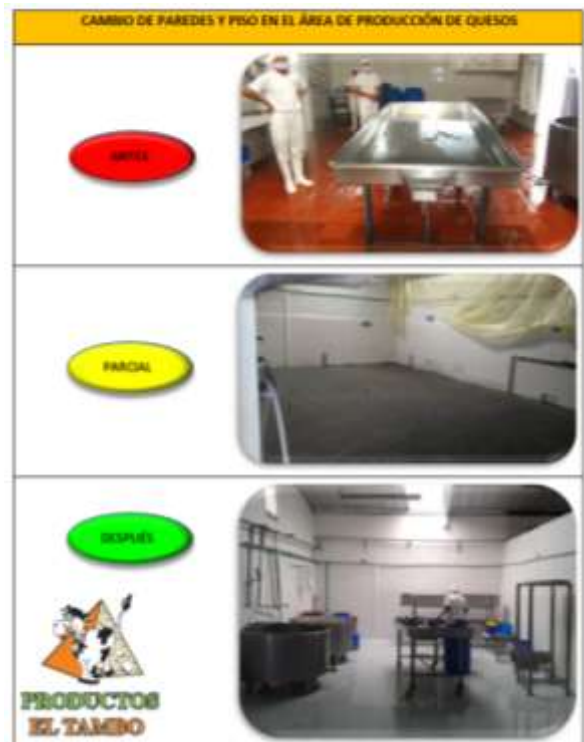 CAMBIO DE PAREDES Y PISO EN EL ÁREA DE PRODUCCIÓN DE QUESOS
ANTES
PARCIAL
DESPUÉS
PRODUCTOS
EL TAMBO